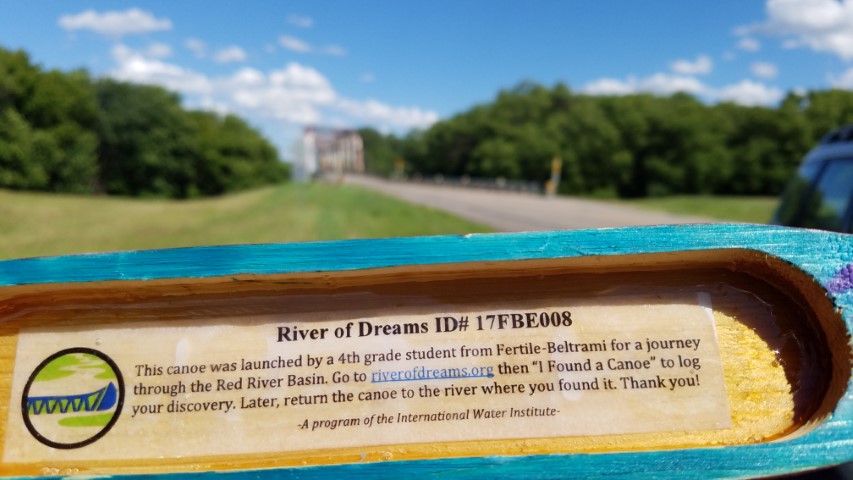 River of Dreams ID# 17FBE008
This canoe was launched by a 4th grade student from Fertile-Beltrami for a journey
through the Red River Basin. Go to riverofdreams.org then “I Found a Canoe” to log
your discovery. Later, return the canoe to the river where you found it. Thank you!
-A program of the International Water Institute-